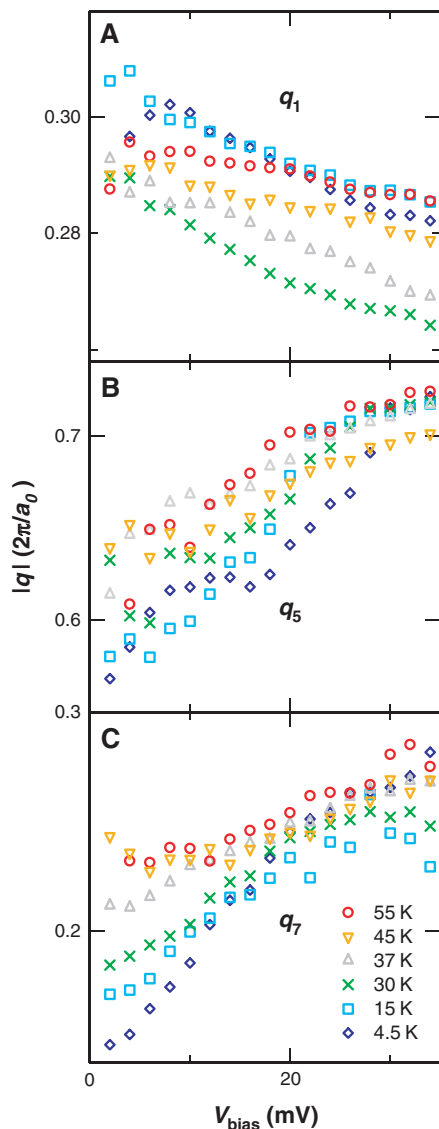 A
q1
0.30
0.28
B
0.7
|q| (2π/a0)
0.6
q5
0.3
C
0.2
q7
55 K
45 K
37 K
30 K
15 K
4.5 K
0
20
Vbias (mV)